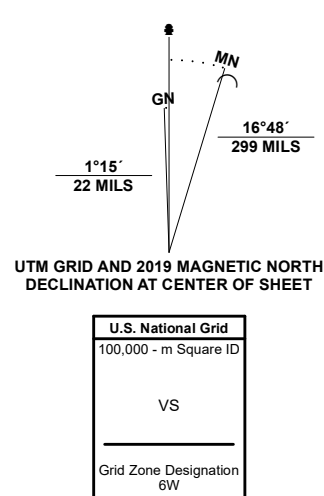 MN
GN
16°48´
299 MILS
1°15´
22 MILS
UTM GRID AND 2019 MAGNETIC NORTH
DECLINATION AT CENTER OF SHEET
U.S. National Grid
100,000 - m Square ID
VS
Grid Zone Designation
6W